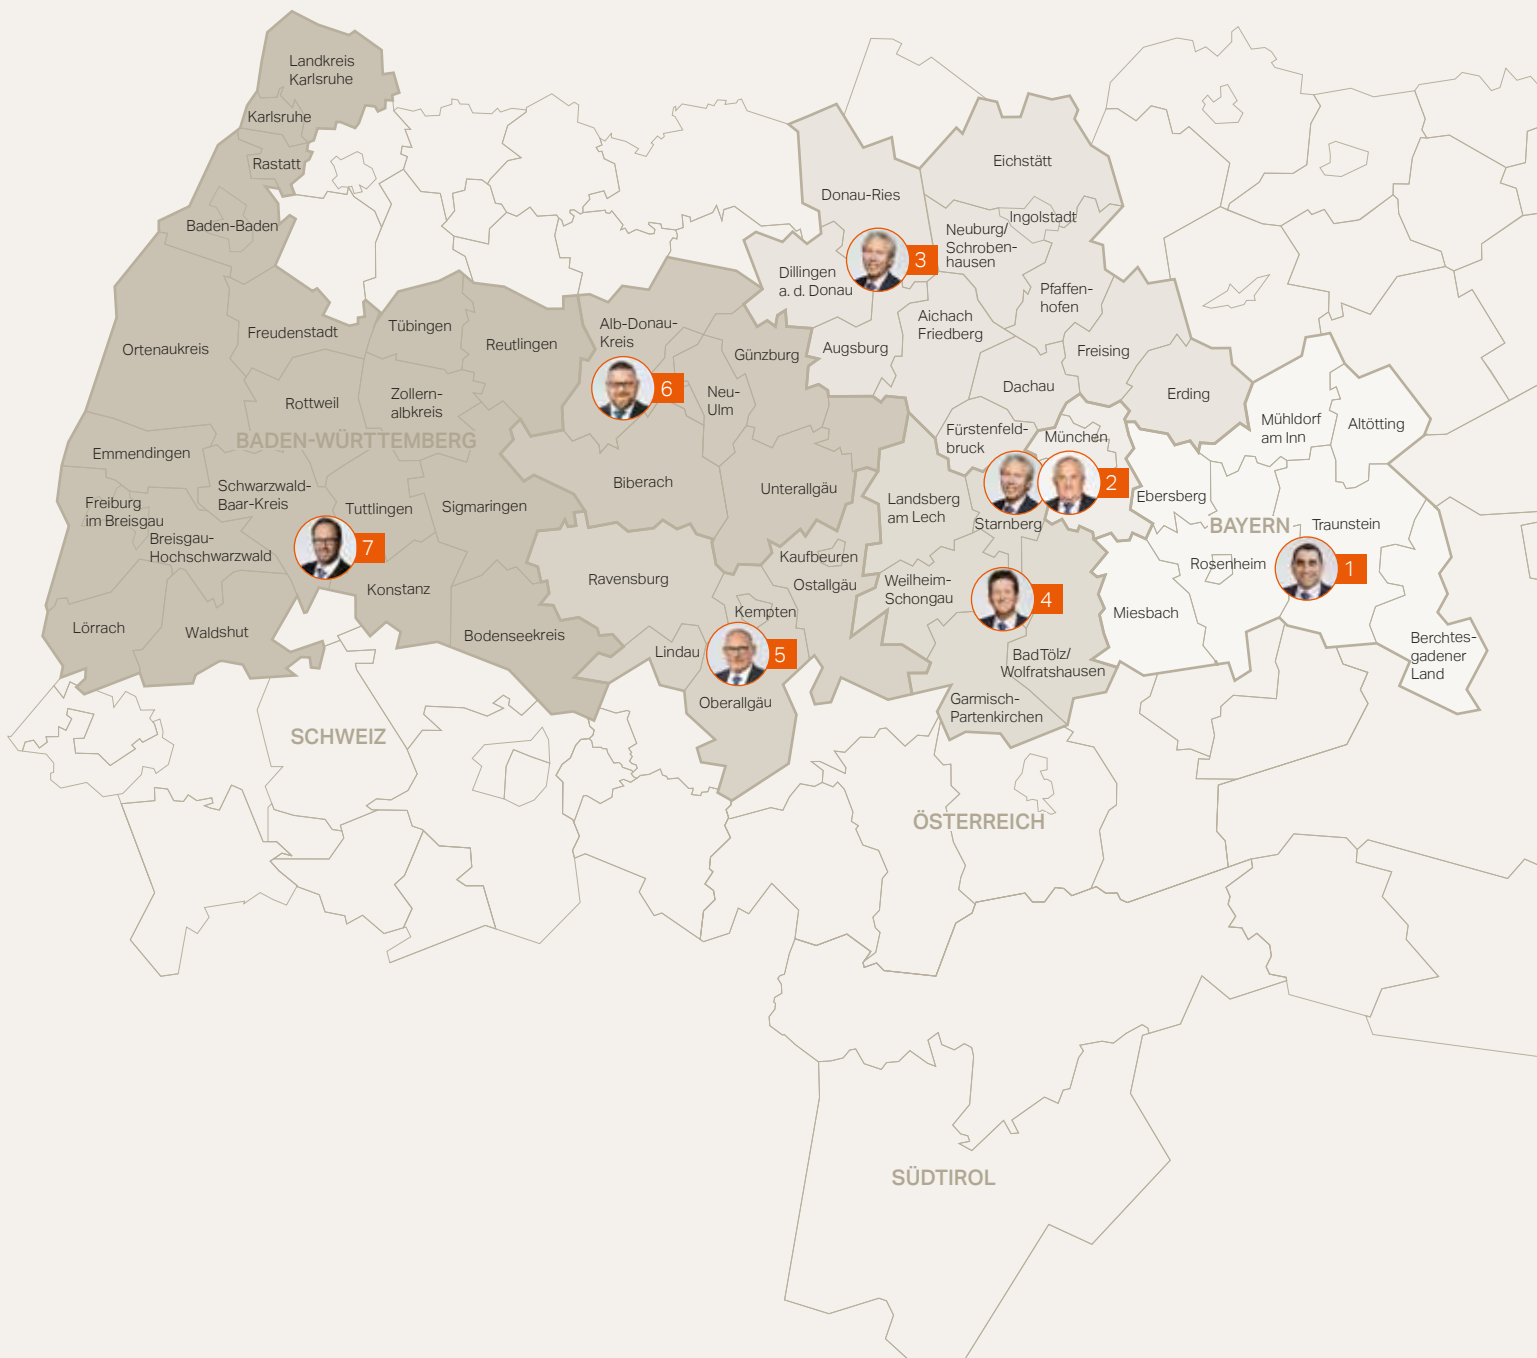 Landkreis
Karlsruhe
Karlsruhe
Rastatt
Baden-Baden
Eichstätt
Donau-Ries
Ingolstadt
Neuburg/
Schroben-
hausen
3
Dillingen
a. d. Donau
Pfaffen-
hofen
Aichach
Friedberg
Augsburg
Freising
Dachau
Erding
Ortenaukreis
Freudenstadt
Tübingen
Reutlingen
Alb-Donau-
Kreis
Günzburg
6
Neu-
Ulm
Rottweil
Zollern-
albkreis
BADEN-WÜRTTEMBERG
Emmendingen
Fürstenfeld-
bruck
München
Mühldorf
am Inn
Altötting
Freiburg
im Breisgau
Schwarzwald-
Baar-Kreis
Tuttlingen
Sigmaringen
Biberach
Unterallgäu
Landsberg
am Lech
2
Ebersberg
Starnberg
BAYERN
Traunstein
Breisgau-
Hochschwarzwald
7
Konstanz
Ravensburg
Kaufbeuren
Ostallgäu
Weilheim-
Schongau
4
Rosenheim
1
Miesbach
Kempten
Lörrach
Waldshut
Bodenseekreis
Lindau
5
Oberallgäu
Bad Tölz/
Wolfratshausen
Garmisch-
Partenkirchen
Berchtes-
gadener
Land
SCHWEIZ
ÖSTERREICH
SÜDTIROL